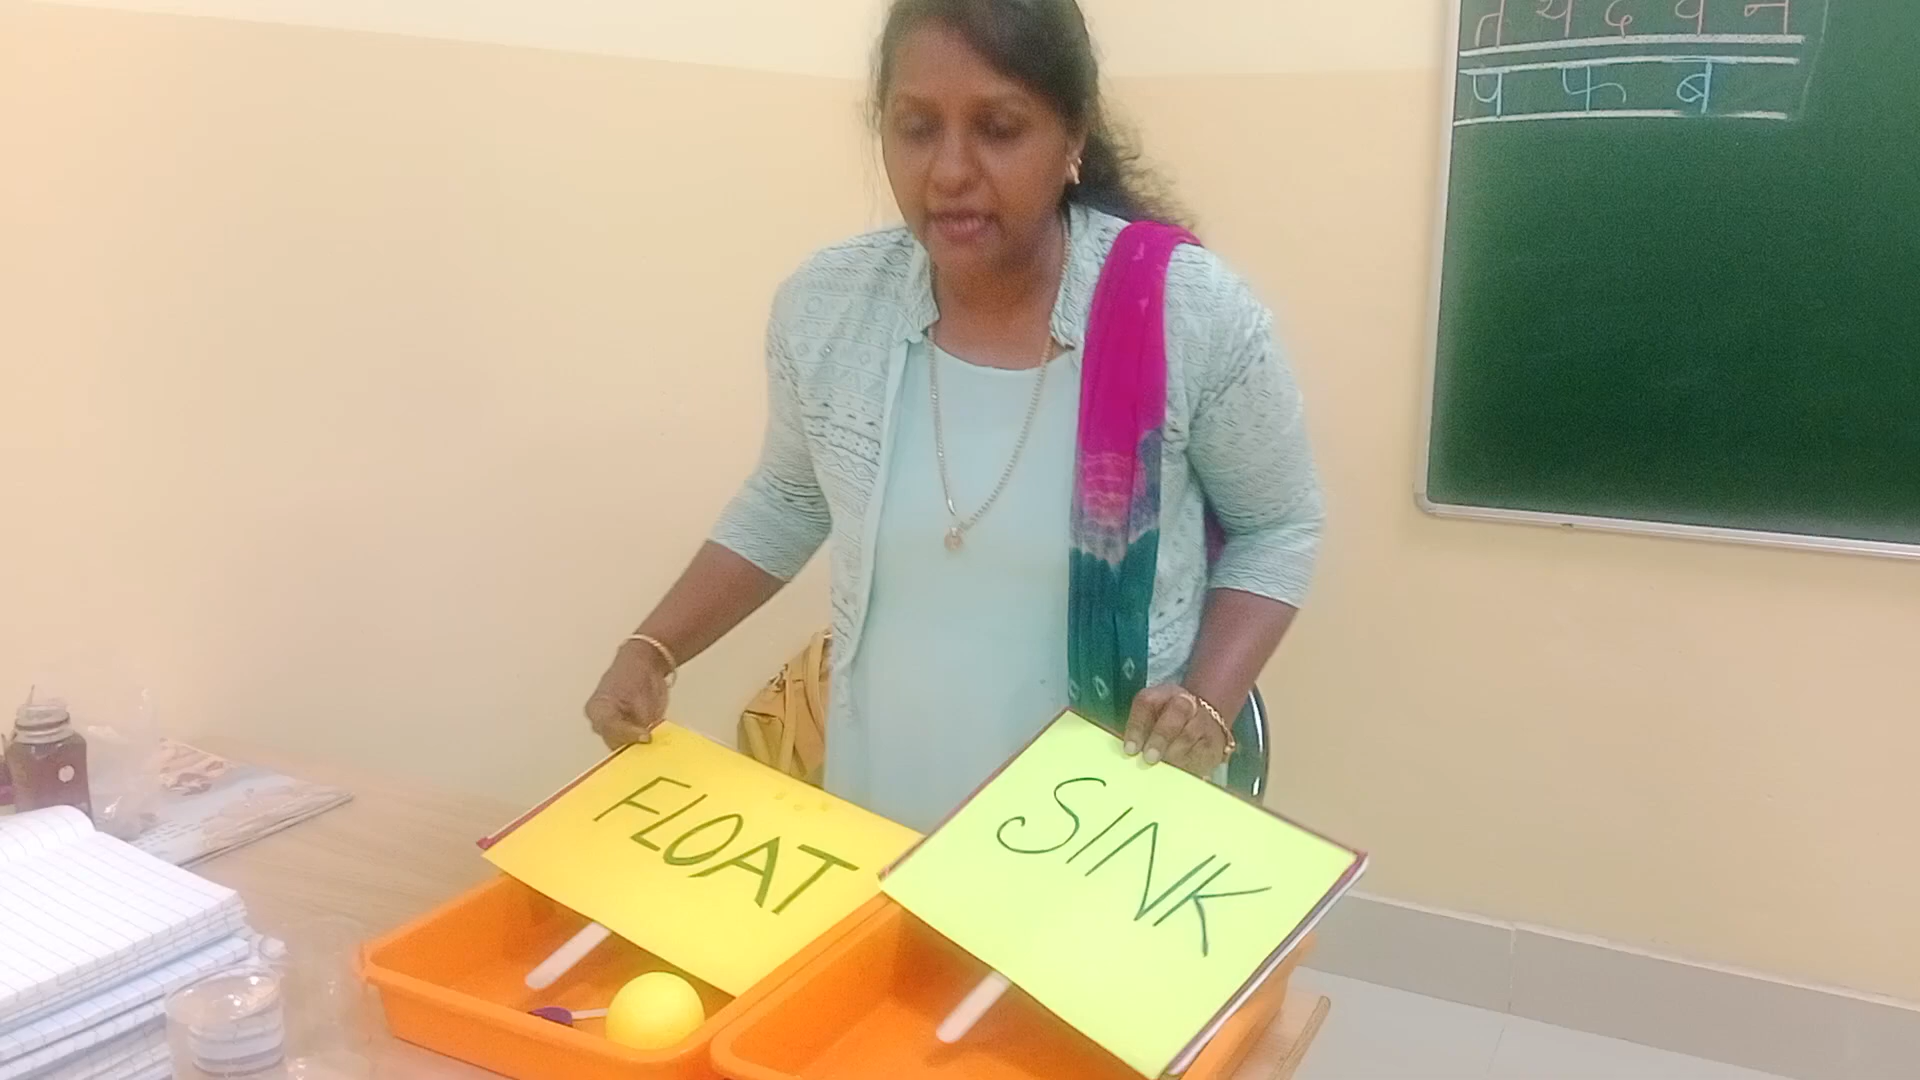 त थ द ध न
प फ ब
FLOAT
SINK